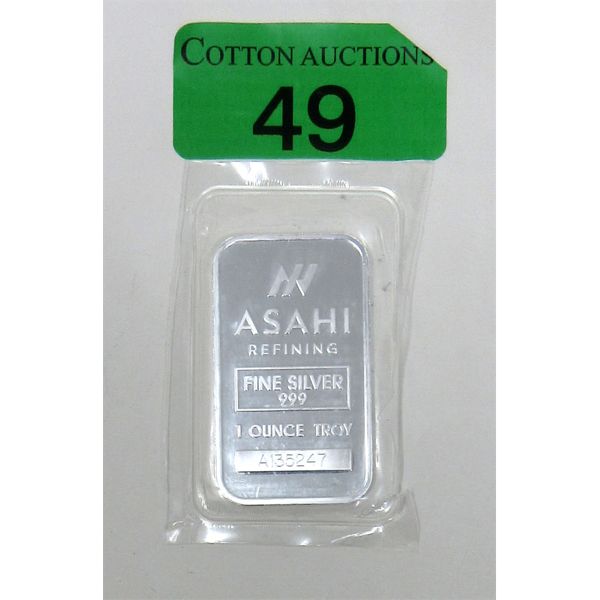 COTTON AUCTIONS
49
ASAHI
REFINING
FINE SILVER
999
1 OUNCE TROY
A135247